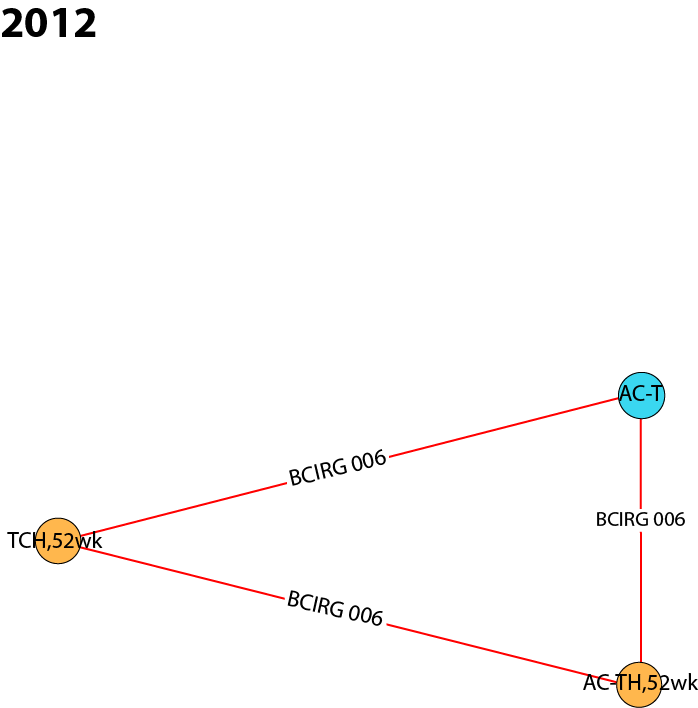 2012
AC-T
BCIRG 006
BCIRG 006
TCH,52wk
BCIRG 006
AC-TH,52wk